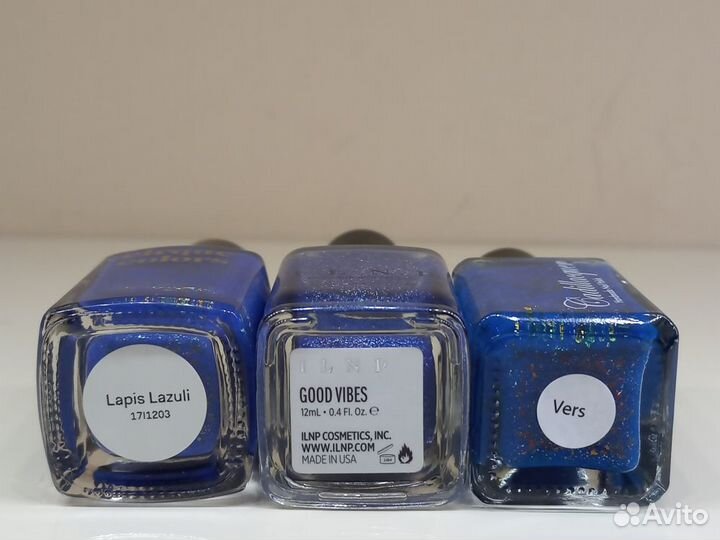 Lapis Lazuli
17I1203
ILNP
GOOD VIBES
12mL • 0.4 Fl. Oz. ℮
ILNP COSMETICS, INC.
WWW.ILNP.COM
MADE IN USA
Vers
Avito